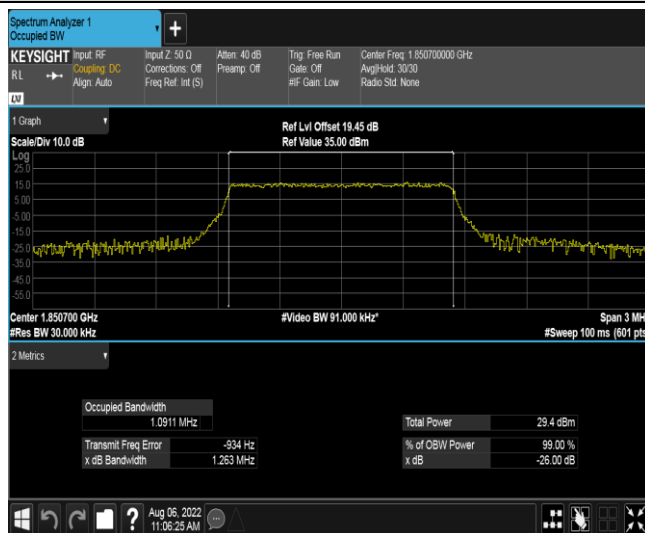 Spectrum Analyzer 1
Occupied BW
+
KEYSIGHT Input: RF Input Z: 50 Ω Atten: 40 dB Trig: Free Run Center Freq: 1.850700000 GHz
RL Coupling: DC Corrections: Off Preamp: Off Gate: Off Avg|Hold: 30/30
Align: Auto Freq Ref: Int (S) #IF Gain: Low Radio Std: None
LXI
1 Graph Ref Lvl Offset 19.45 dB
Scale/Div 10.0 dB Ref Value 35.00 dBm
Log
25.0
15.0
5.00
-5.00
-15.0
-25.0
-35.0
-45.0
-55.0
Center 1.850700 GHz #Video BW 91.000 kHz* Span 3 MH
#Res BW 30.000 kHz #Sweep 100 ms (601 pts
2 Metrics
Occupied Bandwidth
1.0911 MHz Total Power 29.4 dBm
Transmit Freq Error -934 Hz % of OBW Power 99.00 %
x dB Bandwidth 1.263 MHz x dB -26.00 dB
? Aug 06, 2022
11:06:25 AM